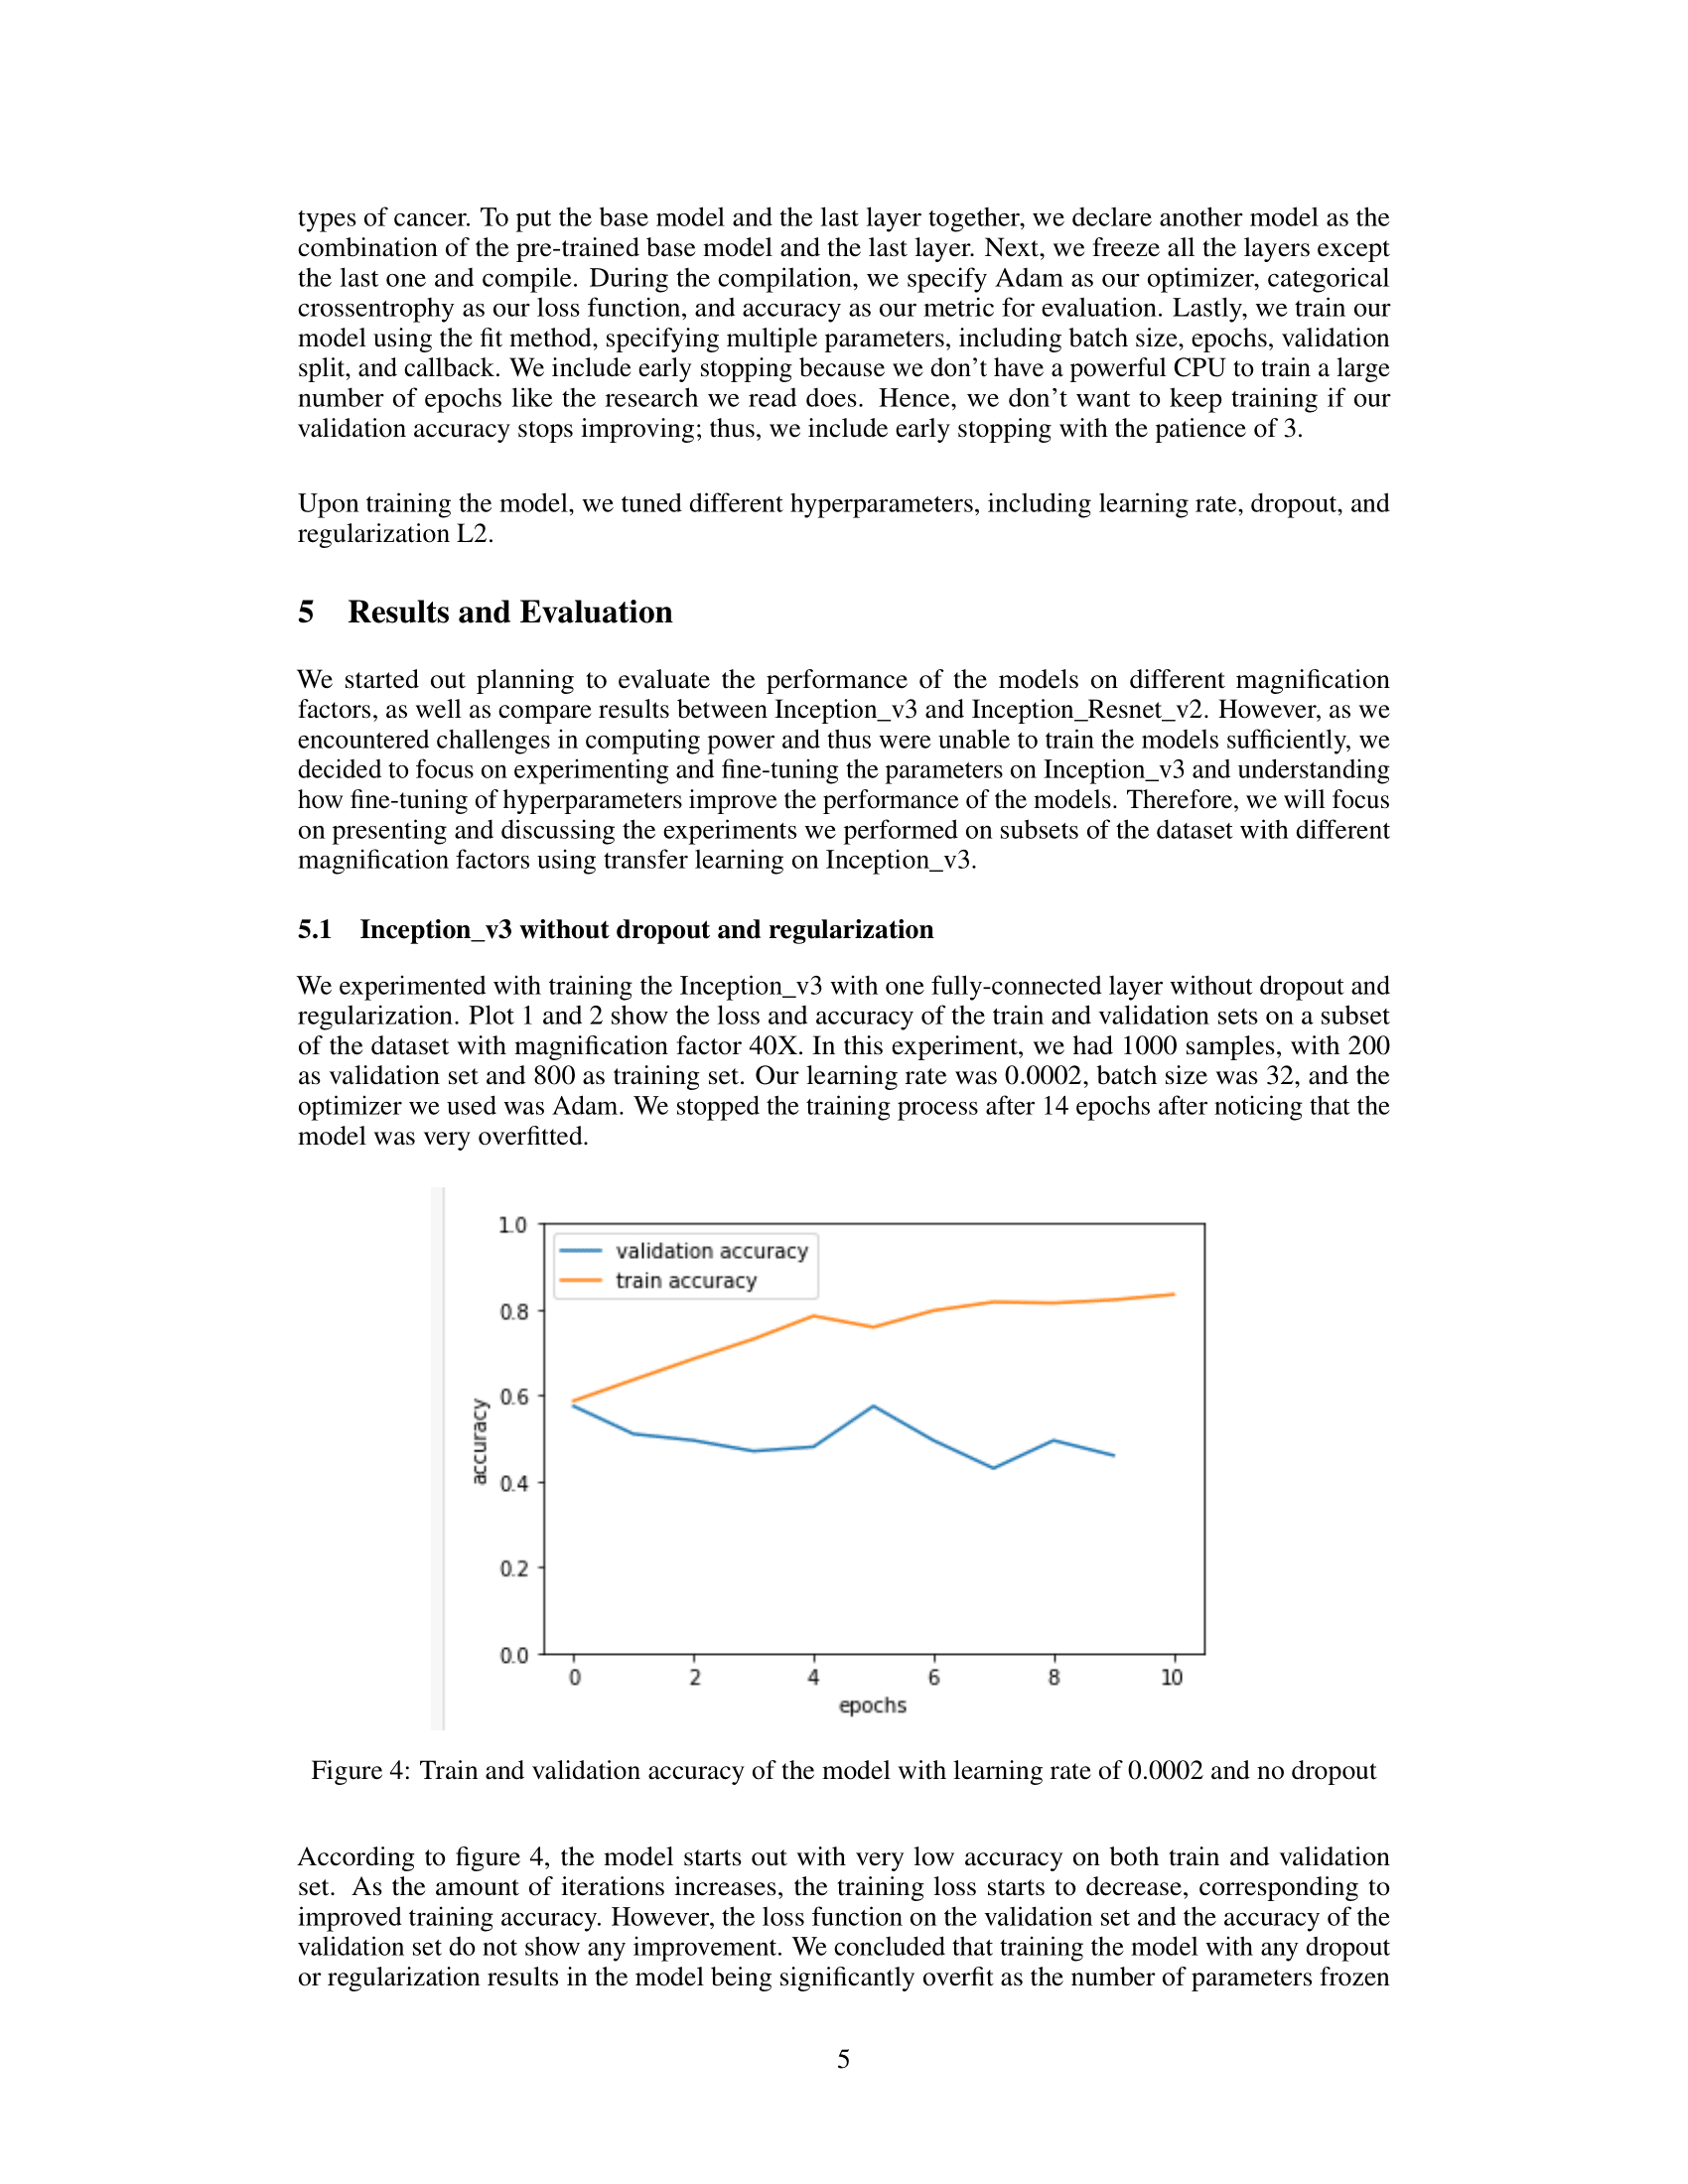 types of cancer. To put the base model and the last layer together, we declare another model as the
combination of the pre-trained base model and the last layer. Next, we freeze all the layers except
the last one and compile. During the compilation, we specify Adam as our optimizer, categorical
crossentrophy as our loss function, and accuracy as our metric for evaluation. Lastly, we train our
model using the fit method, specifying multiple parameters, including batch size, epochs, validation
split, and callback. We include early stopping because we don't have a powerful CPU to train a large
number of epochs like the research we read does. Hence, we don't want to keep training if our
validation accuracy stops improving; thus, we include early stopping with the patience of 3.
Upon training the model, we tuned different hyperparameters, including learning rate, dropout, and
regularization L2.
5 Results and Evaluation
We started out planning to evaluate the performance of the models on different magnification
factors, as well as compare results between Inception_v3 and Inception_Resnet_v2. However, as we
encountered challenges in computing power and thus were unable to train the models sufficiently, we
decided to focus on experimenting and fine-tuning the parameters on Inception_v3 and understanding
how fine-tuning of hyperparameters improve the performance of the models. Therefore, we will focus
on presenting and discussing the experiments we performed on subsets of the dataset with different
magnification factors using transfer learning on Inception_v3.
5.1 Inception_v3 without dropout and regularization
We experimented with training the Inception_v3 with one fully-connected layer without dropout and
regularization. Plot 1 and 2 show the loss and accuracy of the train and validation sets on a subset
of the dataset with magnification factor 40X. In this experiment, we had 1000 samples, with 200
as validation set and 800 as training set. Our learning rate was 0.0002, batch size was 32, and the
optimizer we used was Adam. We stopped the training process after 14 epochs after noticing that the
model was very overfitted.
1.0
validation accuracy
train accuracy
0.8
0.6
accuracy
0.4
0.2
0.0
0 2 4 6 8 10
epochs
Figure 4: Train and validation accuracy of the model with learning rate of 0.0002 and no dropout
According to figure 4, the model starts out with very low accuracy on both train and validation
set. As the amount of iterations increases, the training loss starts to decrease, corresponding to
improved training accuracy. However, the loss function on the validation set and the accuracy of the
validation set do not show any improvement. We concluded that training the model with any dropout
or regularization results in the model being significantly overfit as the number of parameters frozen
5